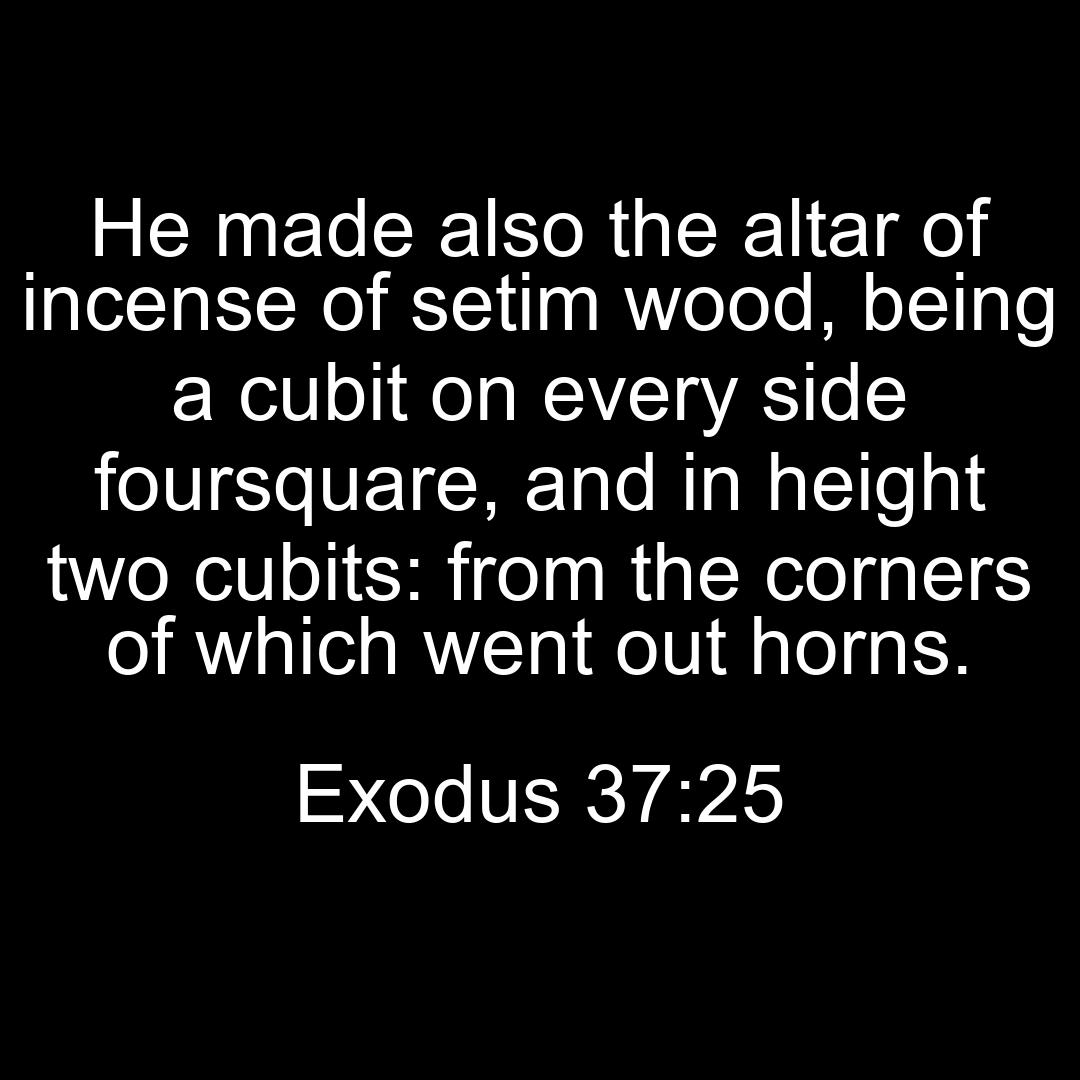 He made also the altar of
incense of setim wood, being
a cubit on every side
foursquare, and in height
two cubits: from the corners
of which went out horns.
Exodus 37:25